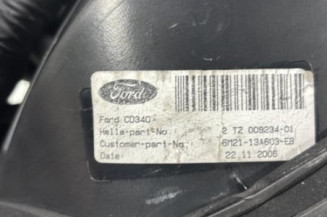 Ford
Ford CD340
Hella-part-No. 2 TZ 009234-01
Customer-part-No. 6M21-13A603-EB
Date: 22.11.2006